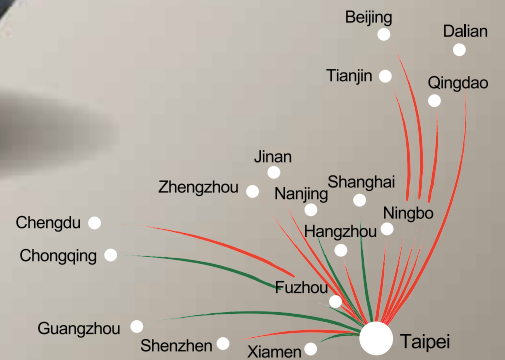 Beijing
Dalian
Tianjin
Qingdao
Jinan
Zhengzhou
Shanghai
Nanjing
Ningbo
Chengdu
Hangzhou
Chongqing
Fuzhou
Guangzhou
Shenzhen
Xiamen
Taipei